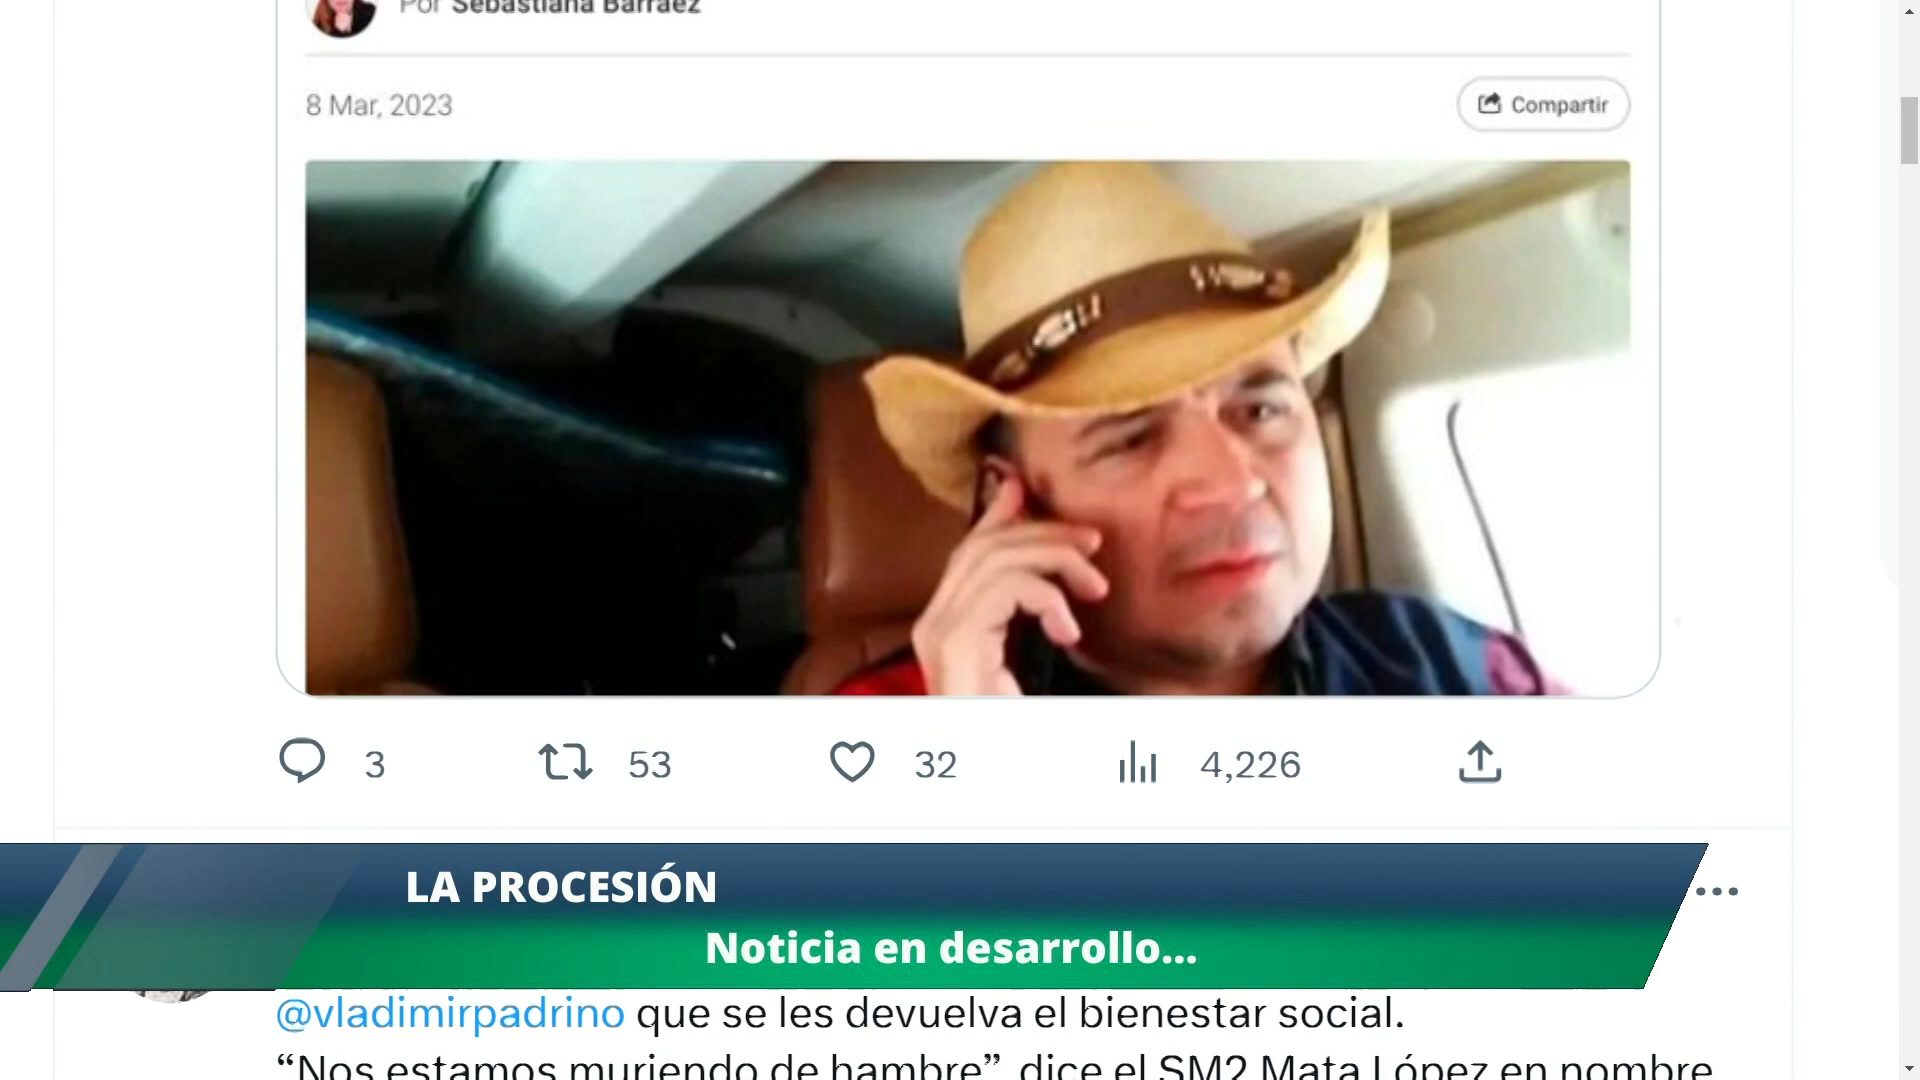 Por Sebastiana Barráez
8 Mar, 2023
Compartir
3
53
32
4,226
LA PROCESIÓN
Noticia en desarrollo...
@vladimirpadrino que se les devuelva el bienestar social.
“Nos estamos muriendo de hambre”, dice el SM2 Mata López en nombre